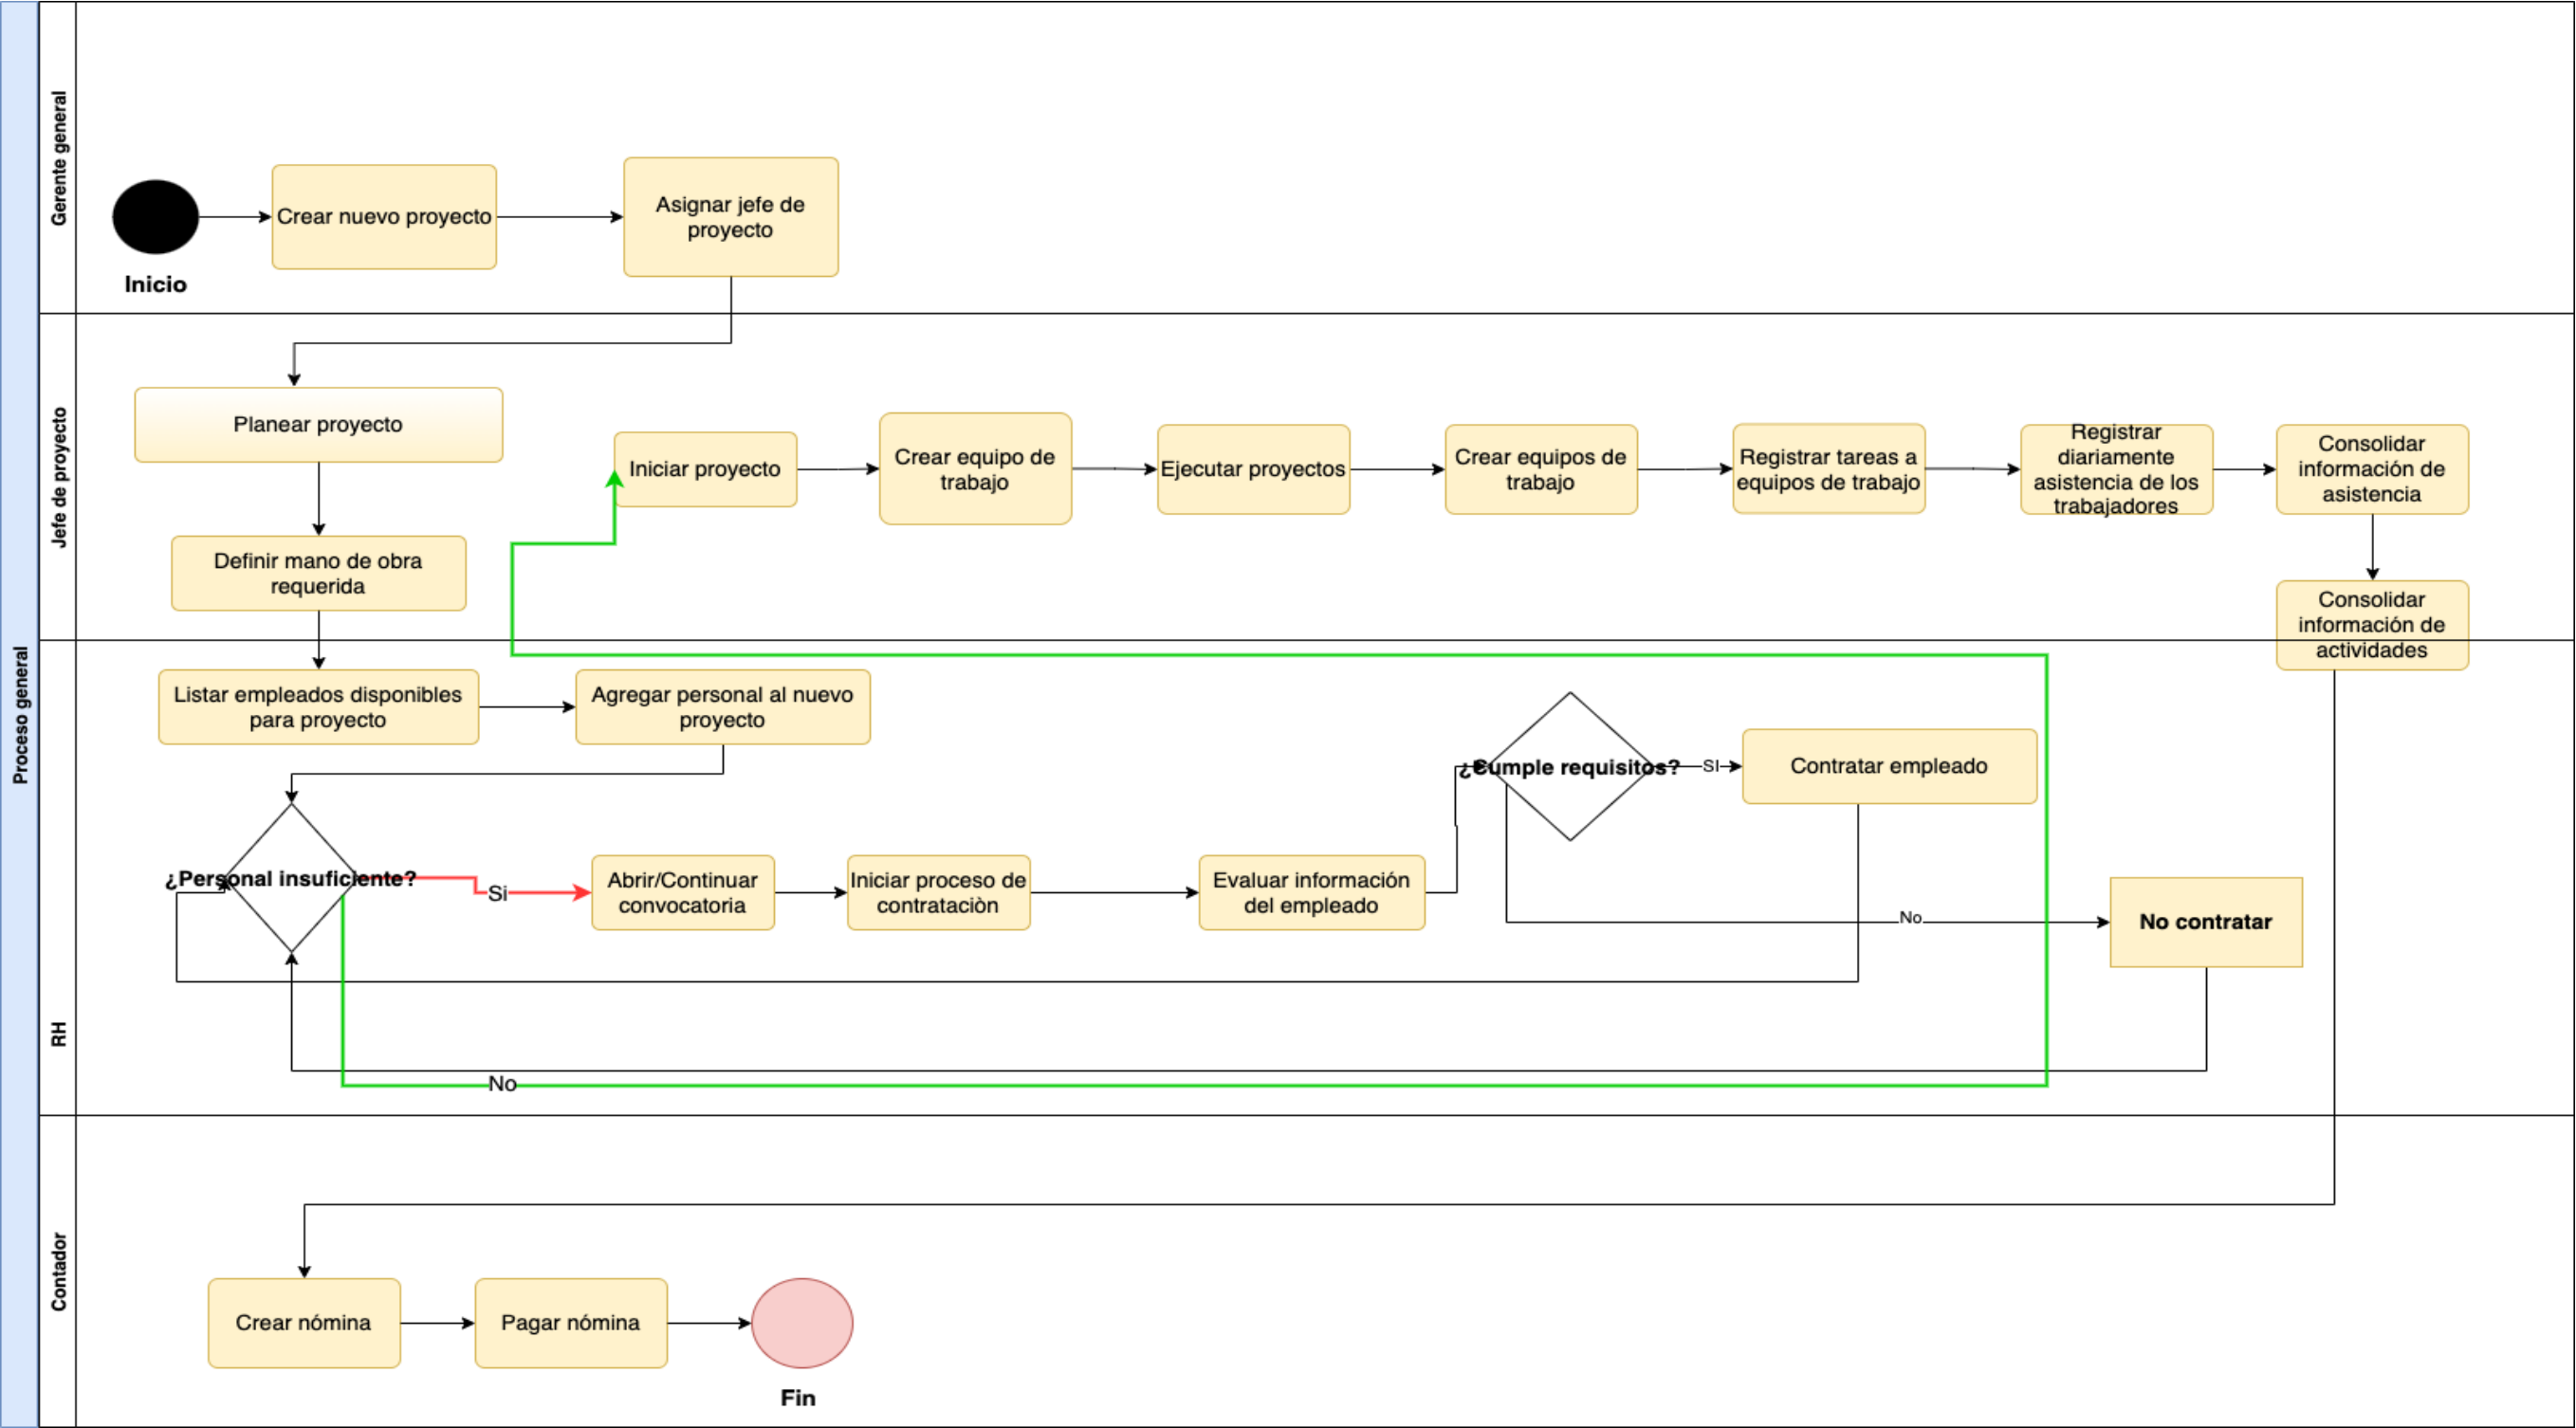 Proceso general
Gerente general
Inicio
Crear nuevo proyecto
Asignar jefe de
proyecto
Jefe de proyecto
Planear proyecto
Definir mano de obra
requerida
Iniciar proyecto
Crear equipo de
trabajo
Ejecutar proyectos
Crear equipos de
trabajo
Registrar tareas a
equipos de trabajo
Registrar
diariamente
asistencia de los
trabajadores
Consolidar
información de
asistencia
Consolidar
información de
actividades
RH
Listar empleados disponibles
para proyecto
Agregar personal al nuevo
proyecto
¿Personal insuficiente?
Si
Abrir/Continuar
convocatoria
Iniciar proceso de
contrataciòn
Evaluar información
del empleado
¿Cumple requisitos?
SI
Contratar empleado
No
No contratar
No
Contador
Crear nómina
Pagar nómina
Fin